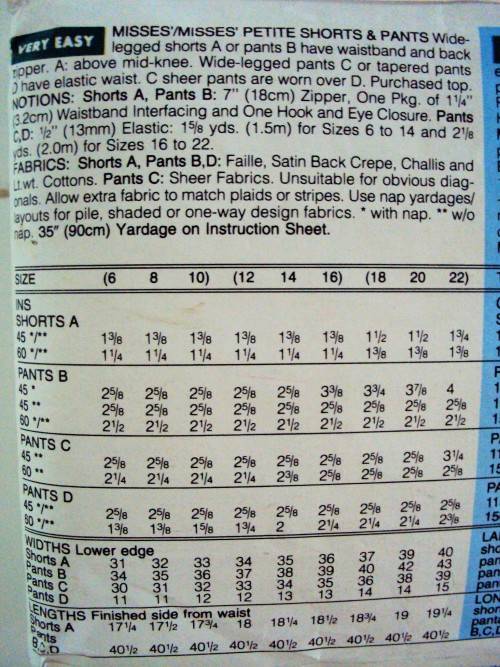 VERY EASY
MISSES'/MISSES' PETITE SHORTS & PANTS Wide-
legged shorts A or pants B have waistband and back
zipper. A: above mid-knee. Wide-legged pants C or tapered pants
D have elastic waist. C sheer pants are worn over D. Purchased top.
NOTIONS: Shorts A, Pants B: 7" (18cm) Zipper, One Pkg. of 1¼"
(3.2cm) Waistband Interfacing and One Hook and Eye Closure. Pants
C,D: ½" (13mm) Elastic: 1⅝ yds. (1.5m) for Sizes 6 to 14 and 2⅛
yds. (2.0m) for Sizes 16 to 22.
FABRICS: Shorts A, Pants B,D: Faille, Satin Back Crepe, Challis and
Lt.wt. Cottons. Pants C: Sheer Fabrics. Unsuitable for obvious diag-
onals. Allow extra fabric to match plaids or stripes. Use nap yardages/
layouts for pile, shaded or one-way design fabrics. * with nap. ** w/o
nap. 35" (90cm) Yardage on Instruction Sheet.
SIZE (6 8 10) (12 14 16) (18 20 22)
INS
SHORTS A
45 */** 1⅜ 1⅜ 1⅜ 1⅜ 1⅜ 1⅜ 1½ 1½ 1¾
60 */** 1¼ 1¼ 1¼ 1¼ 1¼ 1¼ 1⅜ 1⅜ 1⅜
PANTS B
45 * 2⅝ 2⅝ 2⅝ 2⅝ 2⅝ 3⅜ 3¾ 3⅞ 4
45 ** 2⅝ 2⅝ 2⅝ 2⅝ 2⅝ 2⅝ 2⅝ 2⅝ 2⅝
60 */** 2½ 2½ 2½ 2½ 2½ 2½ 2½ 2½ 2½
PANTS C
45 ** 2⅝ 2⅝ 2⅝ 2⅝ 2⅝ 2⅝ 2⅝ 2⅝ 3¼
60 ** 2¼ 2¼ 2¼ 2¼ 2⅜ 2⅝ 2⅝ 2⅝ 2⅝
PANTS D
45 */** 2⅝ 2⅝ 2⅝ 2⅝ 2⅝ 2⅝ 2⅝ 2⅝ 2⅝
60 */** 1⅜ 1⅜ 1⅝ 1¾ 2 2¼ 2¼ 2¼ 2⅜
WIDTHS Lower edge
Shorts A 31 32 33 34 35 36 37 39 40
Pants B 34 35 36 37 38 39 40 42 43
Pants C 30 31 32 33 34 35 36 38 39
Pants D 11 11 12 12 13 13 14 14 15
LENGTHS Finished side from waist
Shorts A 17¼ 17½ 17¾ 18 18¼ 18½ 18¾ 19 19¼
Pants
B,C,D 40½ 40½ 40½ 40½ 40½ 40½ 40½ 40½ 40½